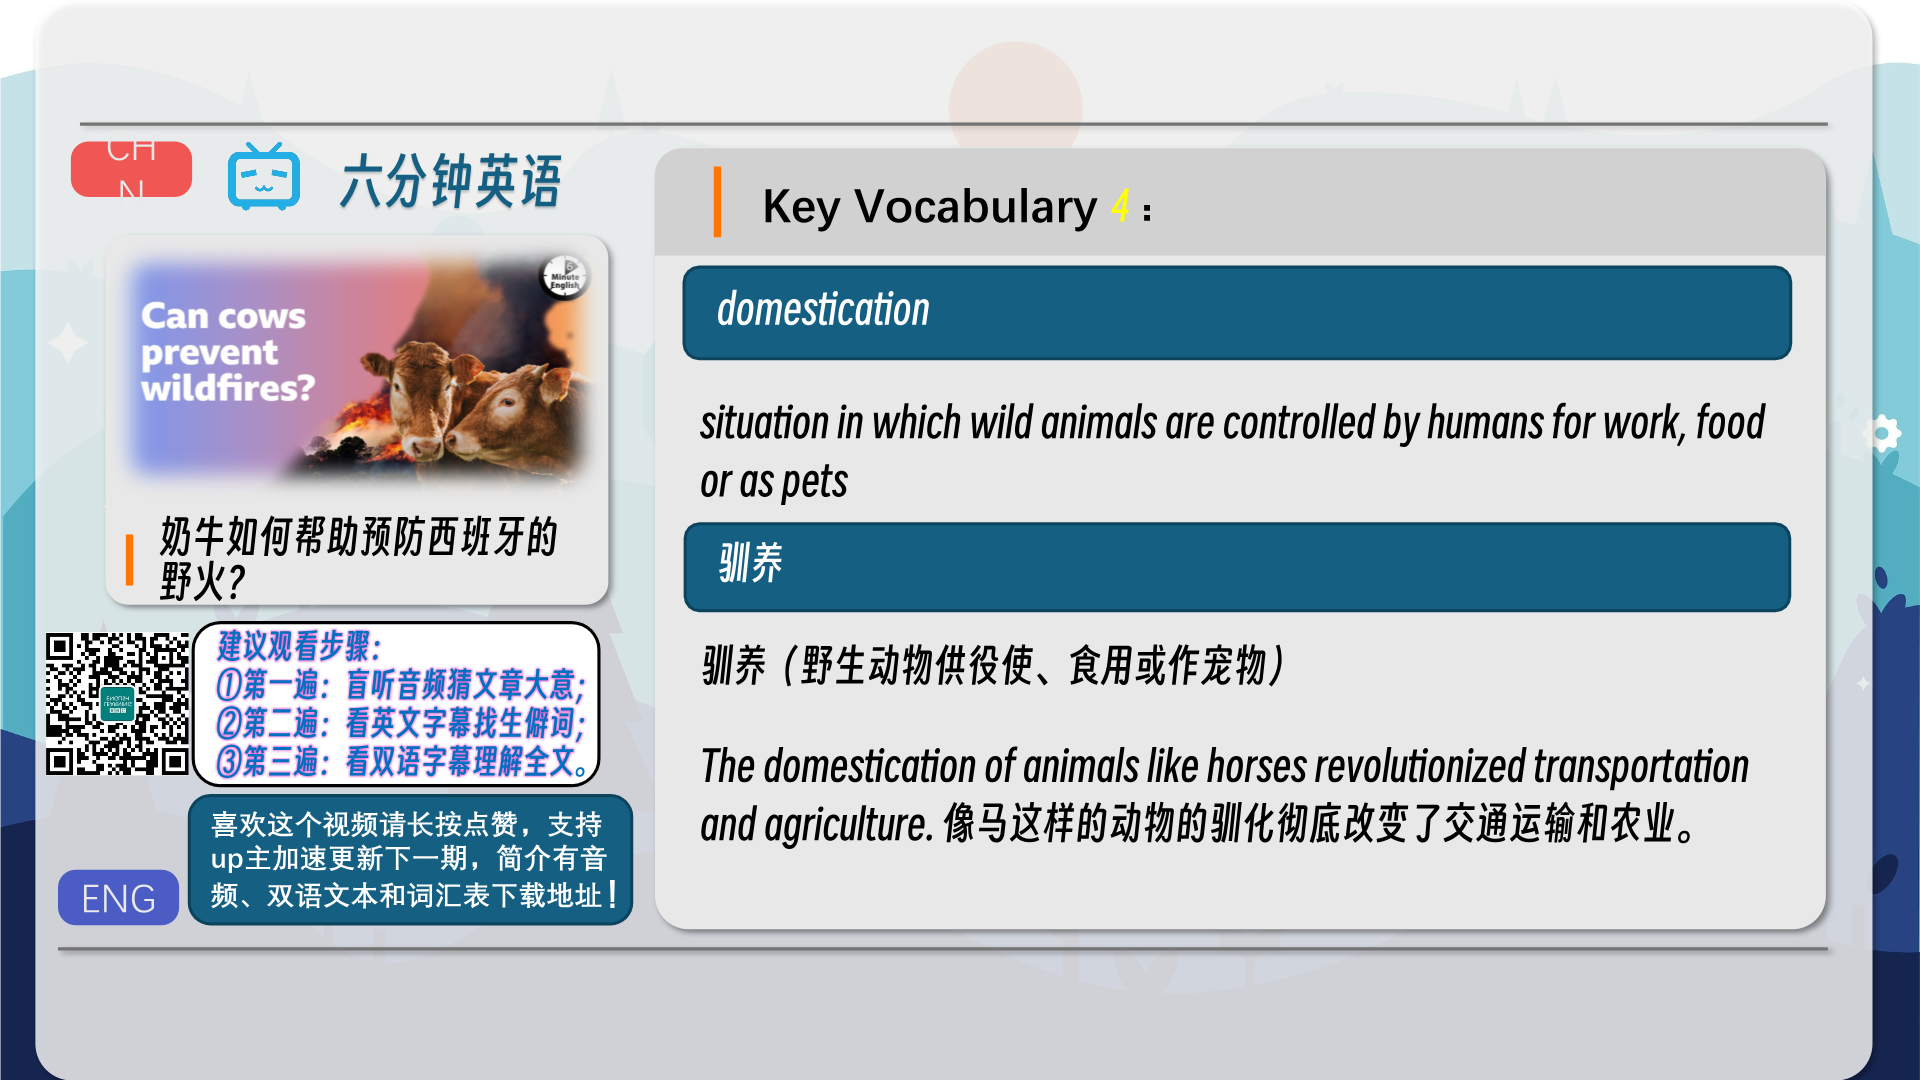 CH
N
六分钟英语
6
Minute
English
Can cows
prevent
wildfires?
奶牛如何帮助预防西班牙的
野火?
建议观看步骤：
①第一遍：盲听音频猜文章大意；
②第二遍：看英文字幕找生僻词；
③第三遍：看双语字幕理解全文。
喜欢这个视频请长按点赞，支持
up主加速更新下一期，简介有音
频、双语文本和词汇表下载地址！
ENG
Key Vocabulary 4：
domestication
situation in which wild animals are controlled by humans for work, food
or as pets
驯养
驯养（野生动物供役使、食用或作宠物）
The domestication of animals like horses revolutionized transportation
and agriculture. 像马这样的动物的驯化彻底改变了交通运输和农业。